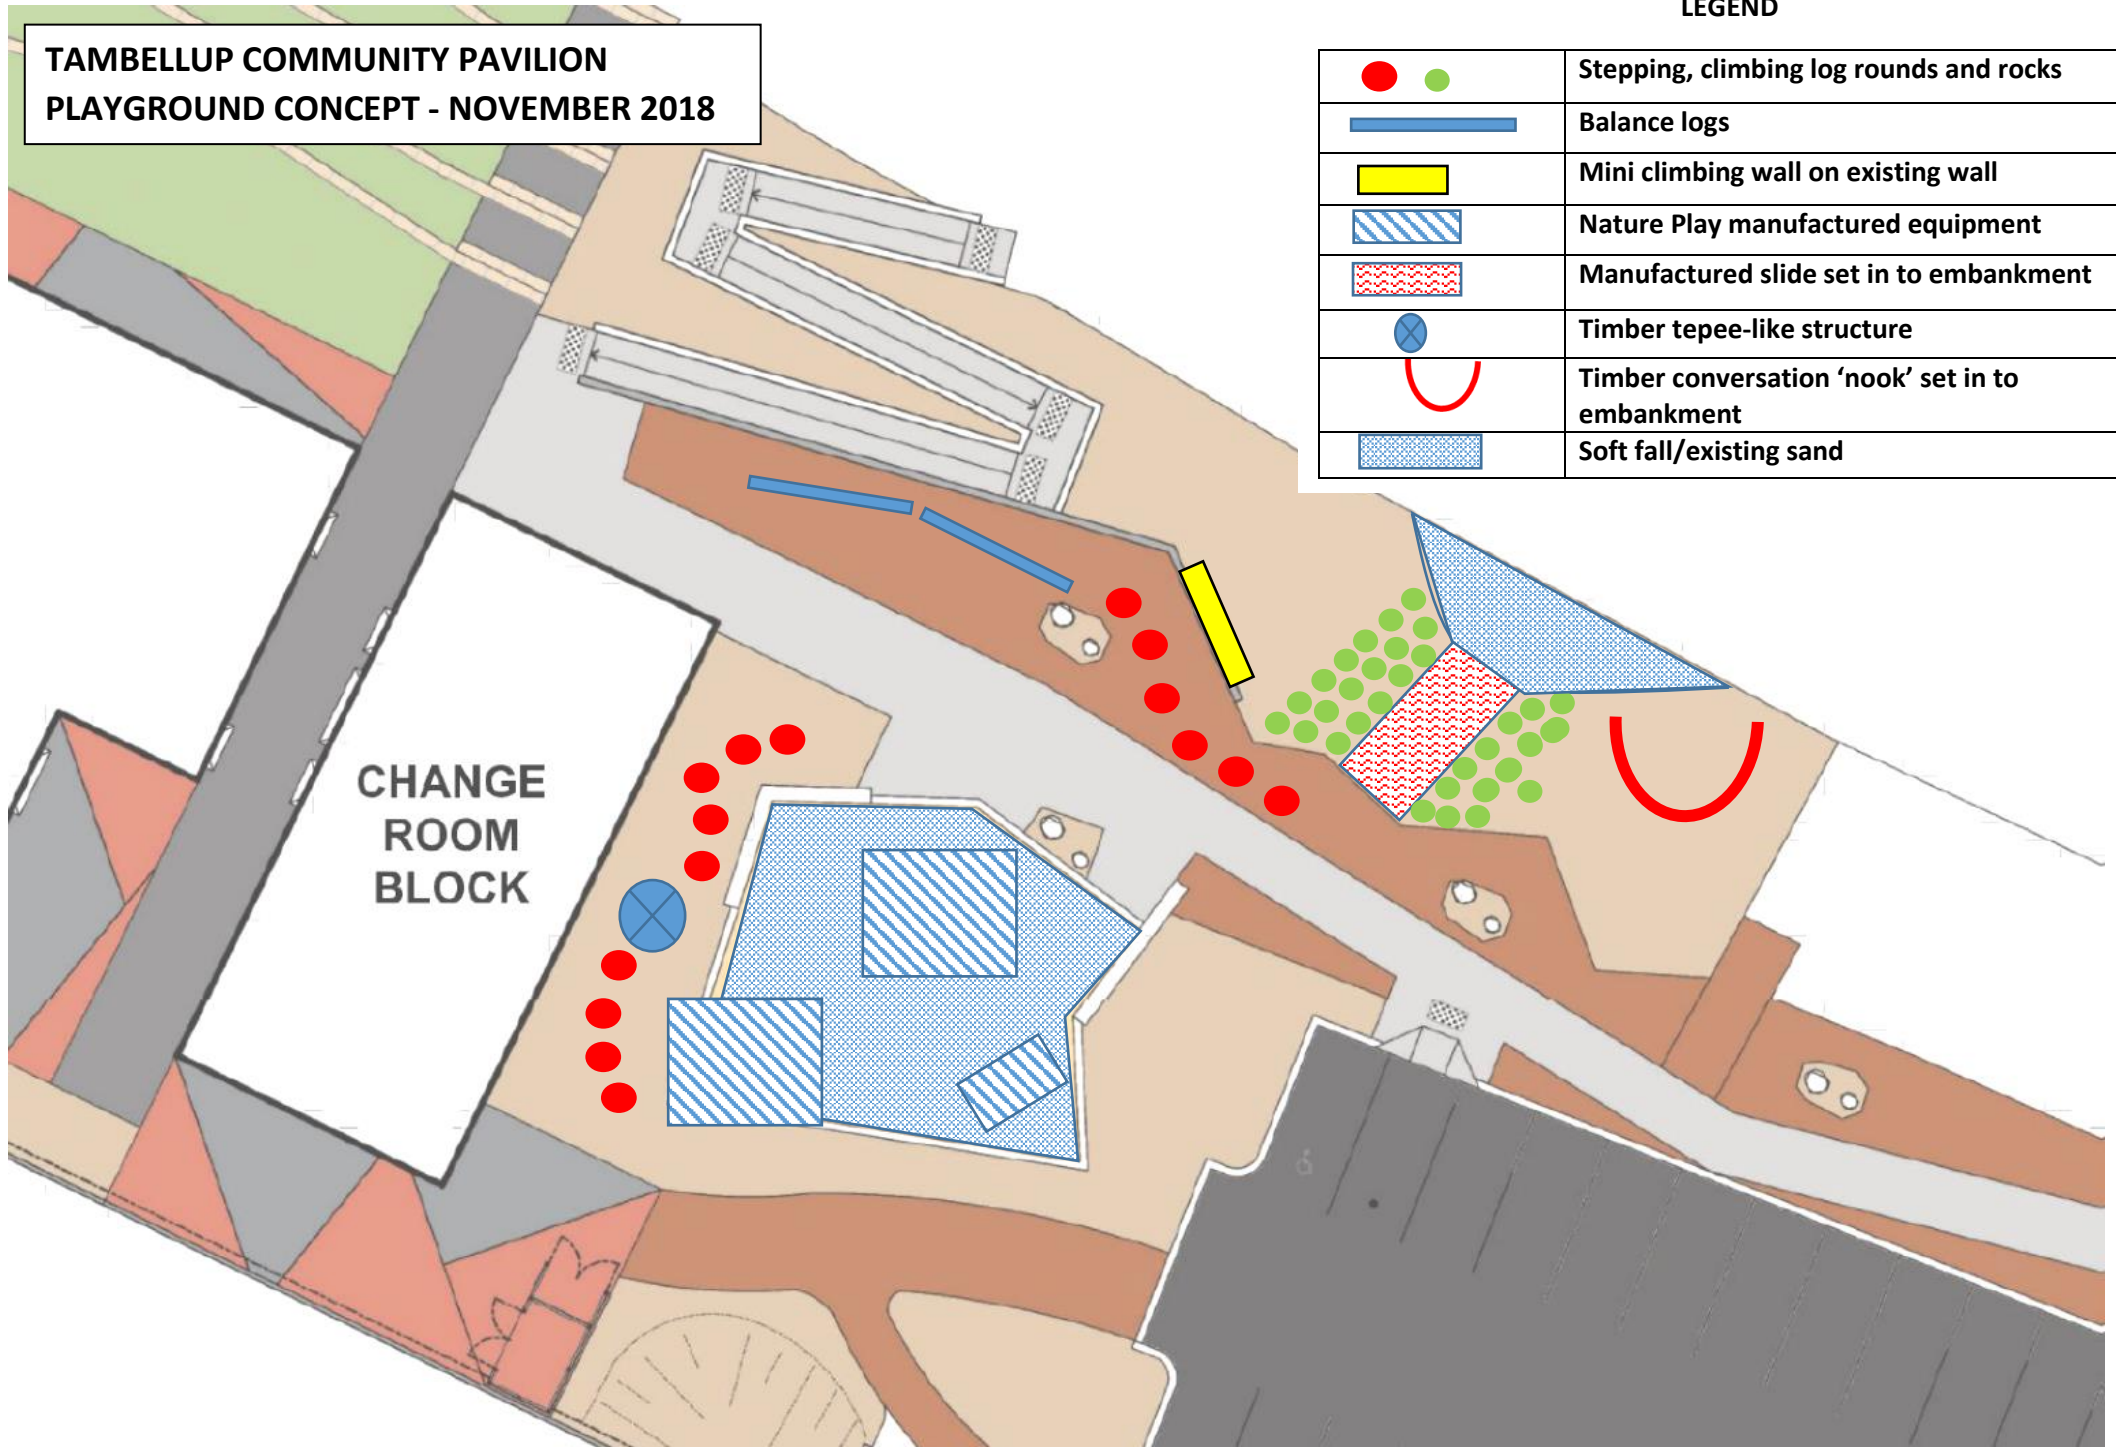 TAMBELLUP COMMUNITY PAVILION
PLAYGROUND CONCEPT - NOVEMBER 2018
LEGEND
Stepping, climbing log rounds and rocks
Balance logs
Mini climbing wall on existing wall
Nature Play manufactured equipment
Manufactured slide set in to embankment
Timber tepee-like structure
Timber conversation ‘nook’ set in to
embankment
Soft fall/existing sand
CHANGE
ROOM
BLOCK